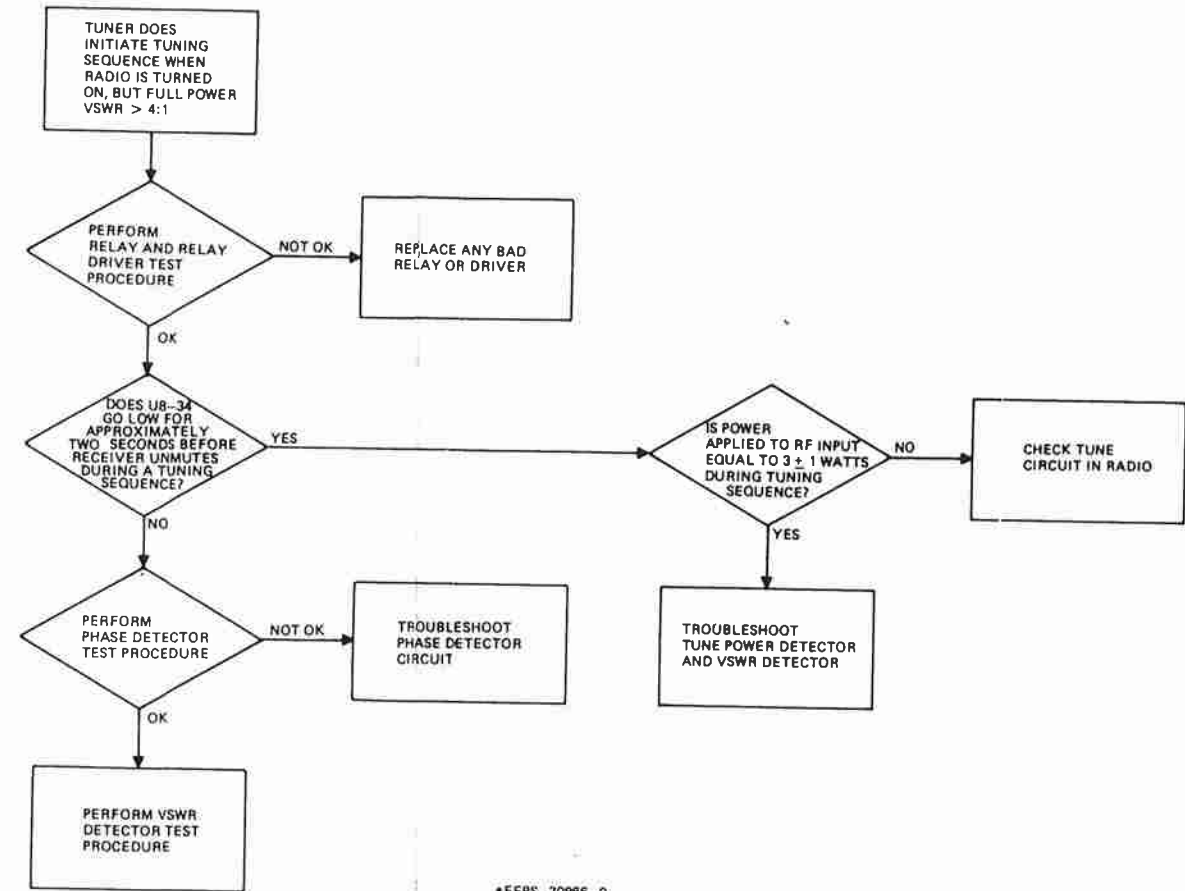 TUNER DOES
INITIATE TUNING
SEQUENCE WHEN
RADIO IS TURNED
ON, BUT FULL POWER
VSWR > 4:1
PERFORM
RELAY AND RELAY
DRIVER TEST
PROCEDURE
NOT OK
REPLACE ANY BAD
RELAY OR DRIVER
OK
DOES U8-34
GO LOW FOR
APPROXIMATELY
TWO SECONDS BEFORE
RECEIVER UNMUTES
DURING A TUNING
SEQUENCE?
YES
IS POWER
APPLIED TO RF INPUT
EQUAL TO 3 ± 1 WATTS
DURING TUNING
SEQUENCE?
NO
CHECK TUNE
CIRCUIT IN RADIO
NO
YES
PERFORM
PHASE DETECTOR
TEST PROCEDURE
NOT OK
TROUBLESHOOT
PHASE DETECTOR
CIRCUIT
TROUBLESHOOT
TUNE POWER DETECTOR
AND VSWR DETECTOR
OK
PERFORM VSWR
DETECTOR TEST
PROCEDURE